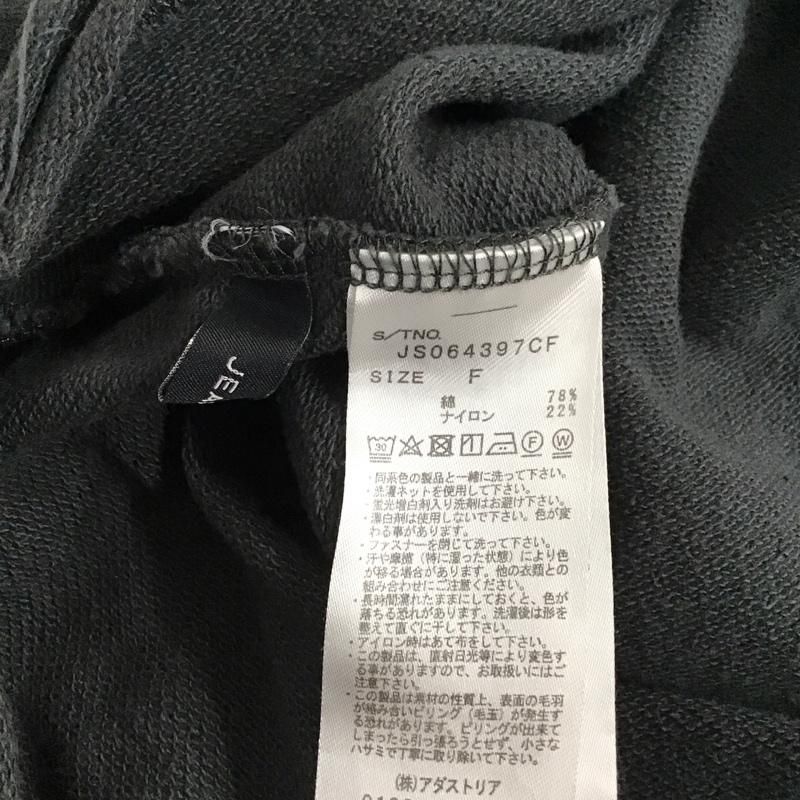 S/TNO.
JS064397CF
SIZE F
綿 78%
ナイロン 22%
30
F
W
・同系色の製品と一緒に洗って下さい。
・洗濯ネットを使用して下さい。
・蛍光増白剤入り洗剤はお避け下さい。
・漂白剤は使用しないで下さい。色が変
わる事があります。
・ファスナーを閉じて洗って下さい。
・汗や摩擦（特に湿った状態）により色
が移る場合があります。他の衣類との
組み合わせにご注意ください。
・長時間濡れたままにしておくと、色が
落ちる恐れがあります。洗濯後は形を
整えて直ぐに干して下さい。
・アイロン時はあて布をして下さい。
・この製品は、直射日光等により変色す
る事がありますので、お取扱いにはご
注意下さい。
・この製品は素材の性質上、表面の毛羽
が絡み合いピリング（毛玉）が発生す
る恐れがあります。ピリングが出来て
しまったら引っ張ろうとせず、小さな
ハサミで丁寧に取り除いて下さい。
(株)アダストリア
JEA